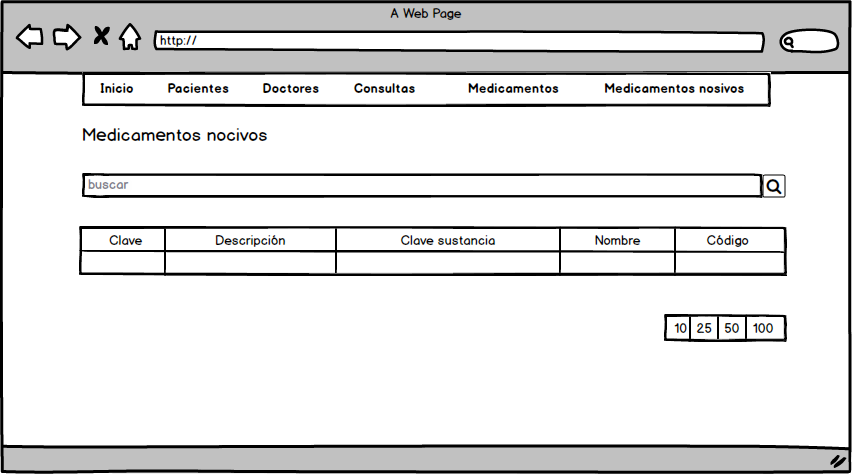 A Web Page
http://
Inicio Pacientes Doctores Consultas Medicamentos Medicamentos nosivos
Medicamentos nocivos
buscar
Clave Descripción Clave sustancia Nombre Código
10 25 50 100